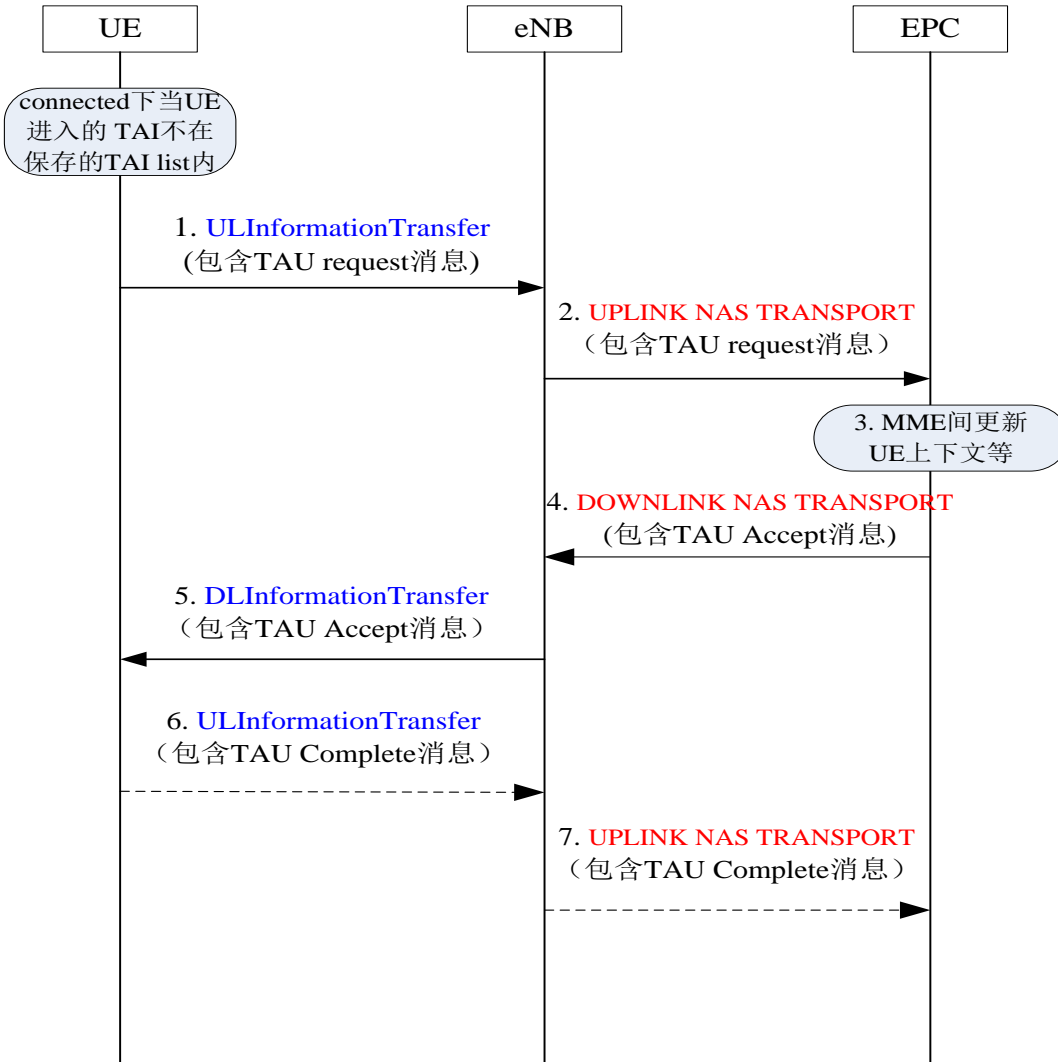 UE
eNB
EPC
connected下当UE
进入的 TAI不在
保存的TAI list内
1. ULInformationTransfer
(包含TAU request消息)
2. UPLINK NAS TRANSPORT
（包含TAU request消息）
3. MME间更新
UE上下文等
4. DOWNLINK NAS TRANSPORT
(包含TAU Accept消息)
5. DLInformationTransfer
（包含TAU Accept消息）
6. ULInformationTransfer
（包含TAU Complete消息）
7. UPLINK NAS TRANSPORT
（包含TAU Complete消息）